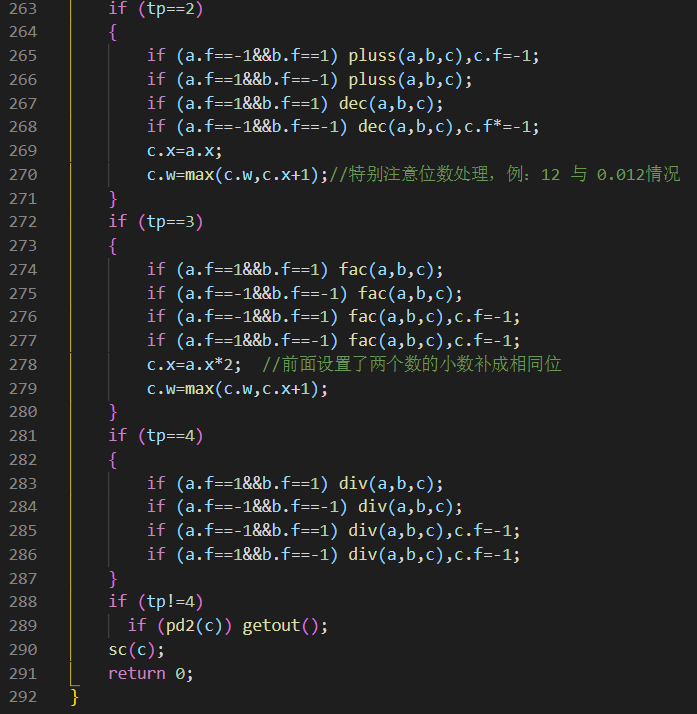 263 if (tp==2)
264 {
265 if (a.f==-1&&b.f==1) pluss(a,b,c),c.f=-1;
266 if (a.f==1&&b.f==-1) pluss(a,b,c);
267 if (a.f==1&&b.f==1) dec(a,b,c);
268 if (a.f==-1&&b.f==-1) dec(a,b,c),c.f*=-1;
269 c.x=a.x;
270 c.w=max(c.w,c.x+1);//特别注意位数处理，例：12 与 0.012情况
271 }
272 if (tp==3)
273 {
274 if (a.f==1&&b.f==1) fac(a,b,c);
275 if (a.f==-1&&b.f==-1) fac(a,b,c);
276 if (a.f==-1&&b.f==1) fac(a,b,c),c.f=-1;
277 if (a.f==1&&b.f==-1) fac(a,b,c),c.f=-1;
278 c.x=a.x*2; //前面设置了两个数的小数补成相同位
279 c.w=max(c.w,c.x+1);
280 }
281 if (tp==4)
282 {
283 if (a.f==1&&b.f==1) div(a,b,c);
284 if (a.f==-1&&b.f==-1) div(a,b,c);
285 if (a.f==-1&&b.f==1) div(a,b,c),c.f=-1;
286 if (a.f==1&&b.f==-1) div(a,b,c),c.f=-1;
287 }
288 if (tp!=4)
289 if (pd2(c)) getout();
290 sc(c);
291 return 0;
292 }